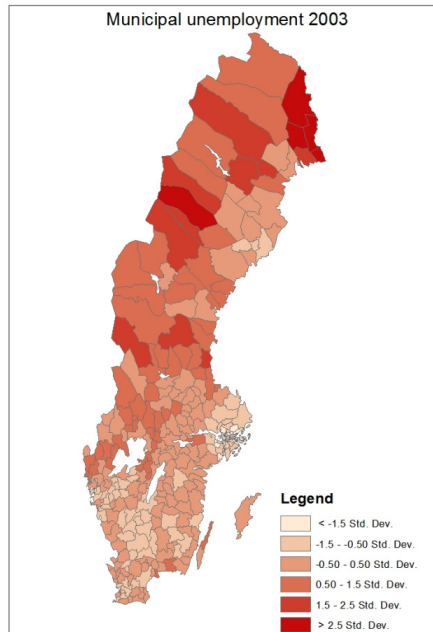 Municipal unemployment 2003
Legend
< -1.5 Std. Dev.
-1.5 - -0.50 Std. Dev.
-0.50 - 0.50 Std. Dev.
0.50 - 1.5 Std. Dev.
1.5 - 2.5 Std. Dev.
> 2.5 Std. Dev.